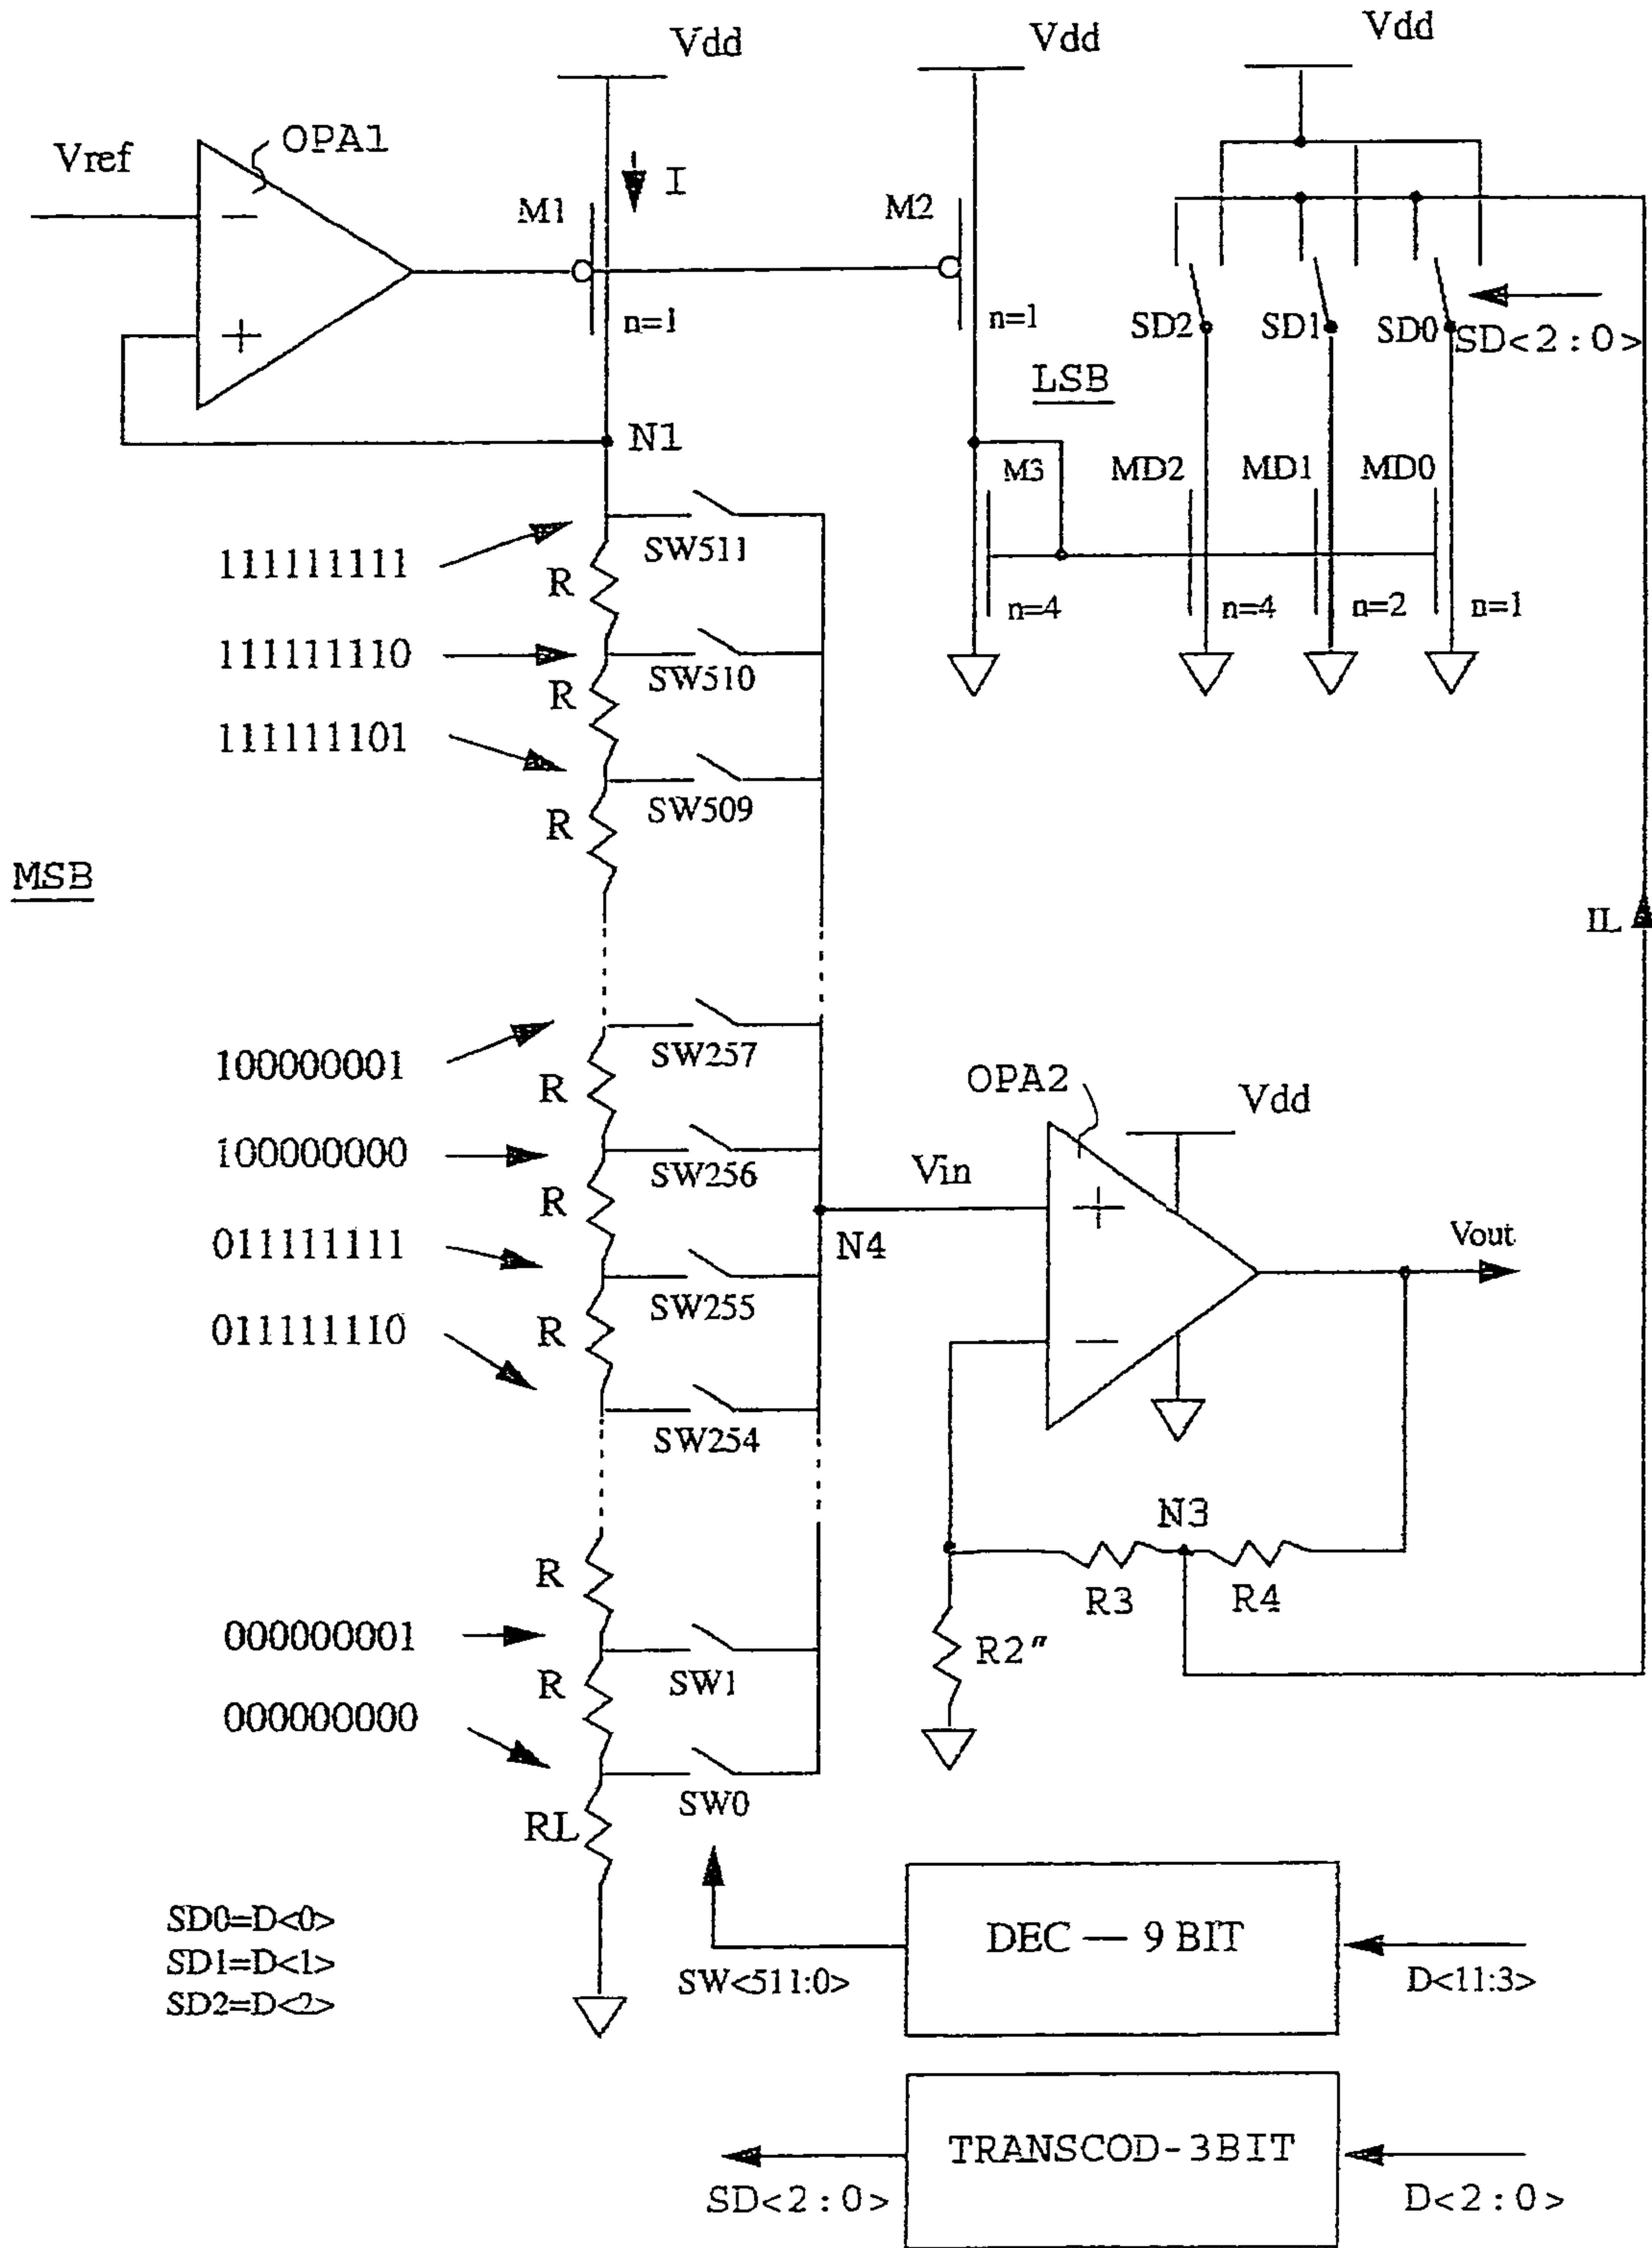 Vdd
Vdd
Vdd
Vref
OPA1
I
M1
M2
n=1
n=1
SD2
SD1
SD0
SD<2:0>
LSB
N1
M3
MD2
MD1
MD0
n=4
n=4
n=2
n=1
111111111
R
SW511
111111110
R
SW510
111111101
R
SW509
MSB
IL
100000001
R
SW257
100000000
R
SW256
011111111
R
SW255
011111110
SW254
OPA2
Vdd
Vin
+
−
N4
Vout
N3
R3
R4
R2"
R
000000001
R
SW1
000000000
RL
SW0
SD0=D<0>
SD1=D<1>
SD2=D<2>
DEC — 9 BIT
SW<511:0>
D<11:3>
TRANSCOD-3BIT
SD<2:0>
D<2:0>